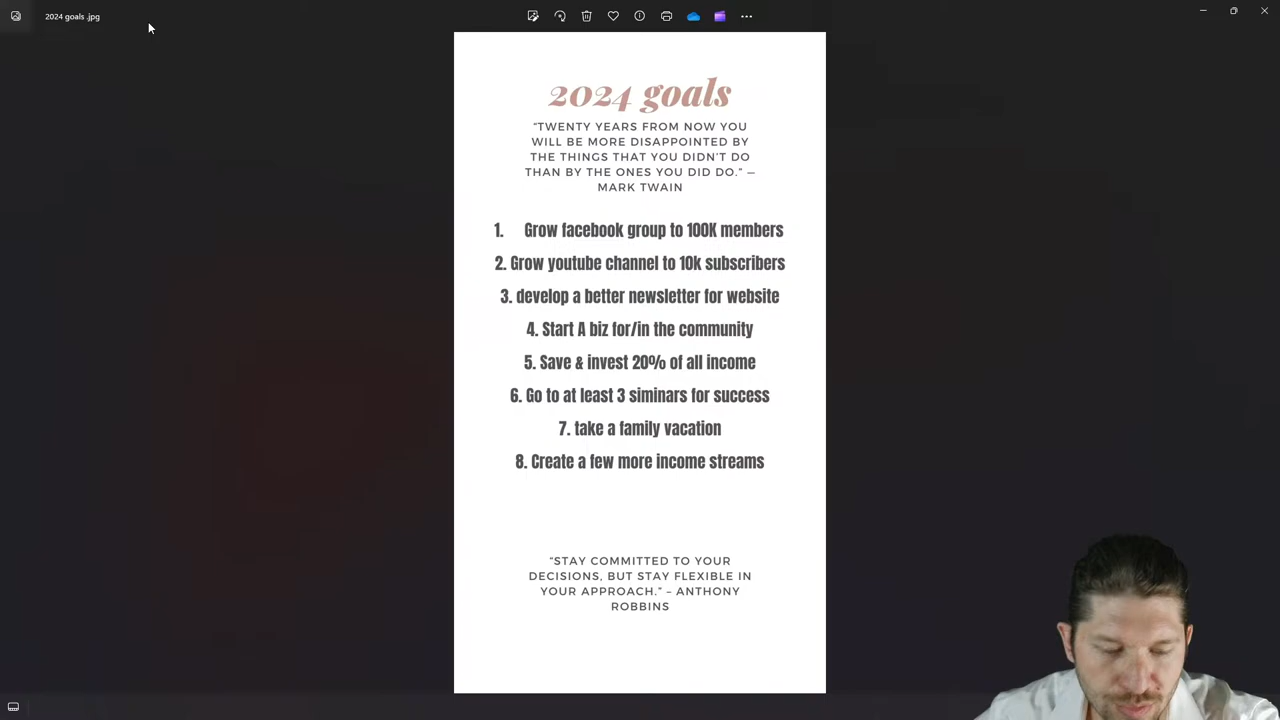 2024 goals .jpg
2024 goals
“TWENTY YEARS FROM NOW YOU
WILL BE MORE DISAPPOINTED BY
THE THINGS THAT YOU DIDN’T DO
THAN BY THE ONES YOU DID DO.” —
MARK TWAIN
1. Grow facebook group to 100K members
2. Grow youtube channel to 10k subscribers
3. develop a better newsletter for website
4. Start A biz for/in the community
5. Save & invest 20% of all income
6. Go to at least 3 siminars for success
7. take a family vacation
8. Create a few more income streams
“STAY COMMITTED TO YOUR
DECISIONS, BUT STAY FLEXIBLE IN
YOUR APPROACH.” – ANTHONY
ROBBINS